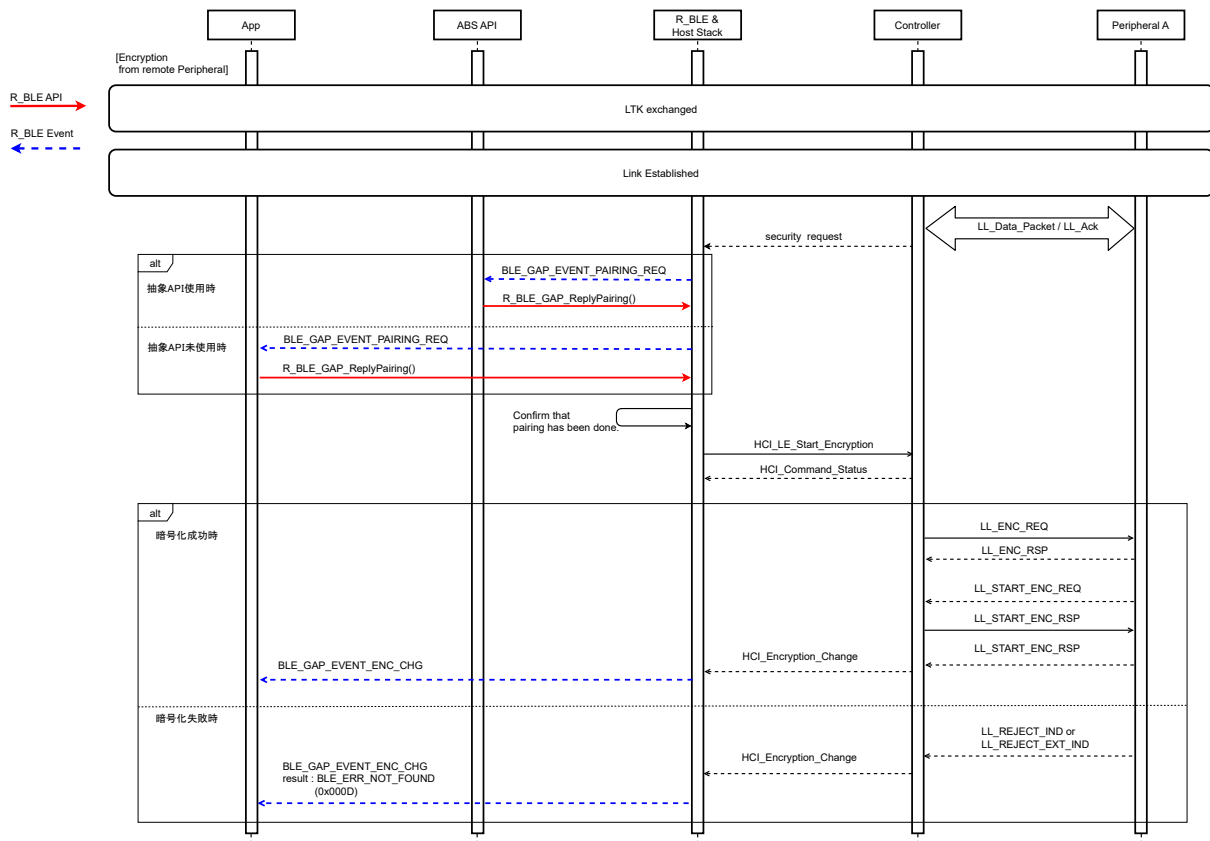 App
ABS API
R_BLE &
Host Stack
Controller
Peripheral A
[Encryption
from remote Peripheral]
R_BLE API
LTK exchanged
R_BLE Event
Link Established
LL_Data_Packet / LL_Ack
security request
alt
抽象API使用時
BLE_GAP_EVENT_PAIRING_REQ
R_BLE_GAP_ReplyPairing()
抽象API未使用時
BLE_GAP_EVENT_PAIRING_REQ
R_BLE_GAP_ReplyPairing()
Confirm that
pairing has been done.
HCI_LE_Start_Encryption
HCI_Command_Status
alt
暗号化成功時
LL_ENC_REQ
LL_ENC_RSP
LL_START_ENC_REQ
LL_START_ENC_RSP
LL_START_ENC_RSP
HCI_Encryption_Change
BLE_GAP_EVENT_ENC_CHG
暗号化失敗時
LL_REJECT_IND or
LL_REJECT_EXT_IND
HCI_Encryption_Change
BLE_GAP_EVENT_ENC_CHG
result : BLE_ERR_NOT_FOUND
(0x000D)